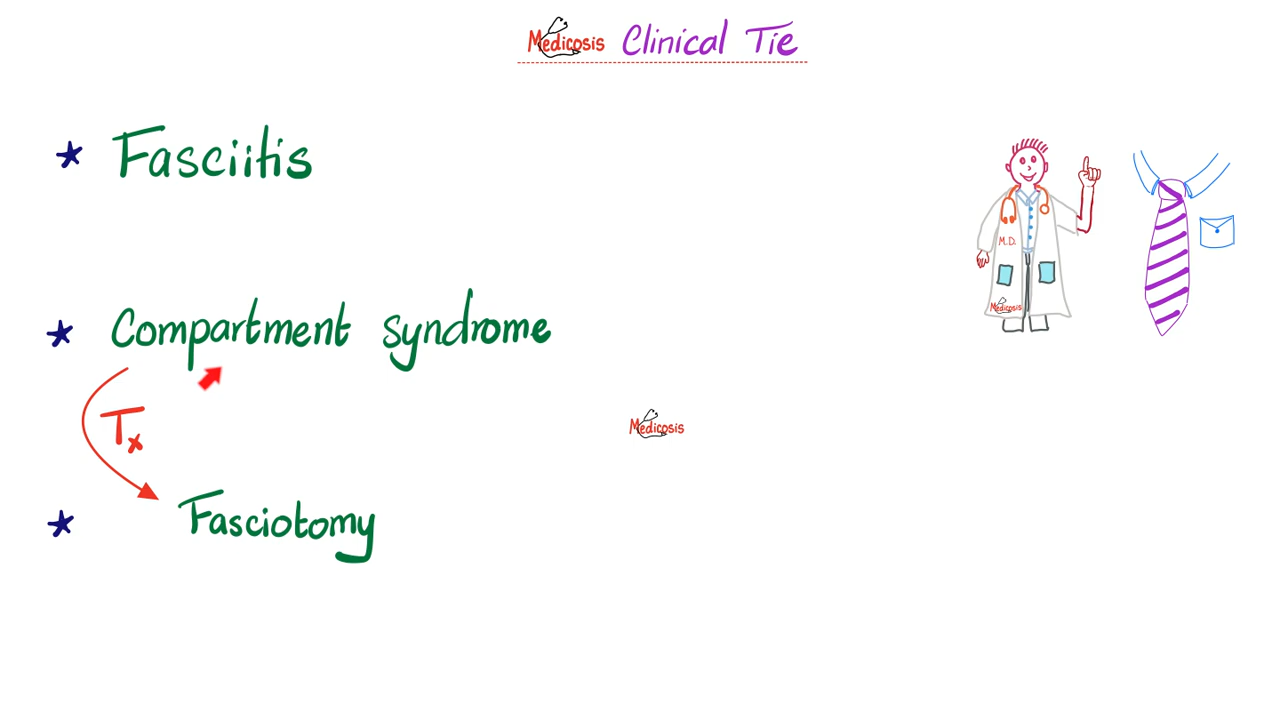 Medicosis Clinical Tie
★ Fasciitis
M.D.
Medicosis
★ Compartment syndrome
Tx
Medicosis
★ Fasciotomy